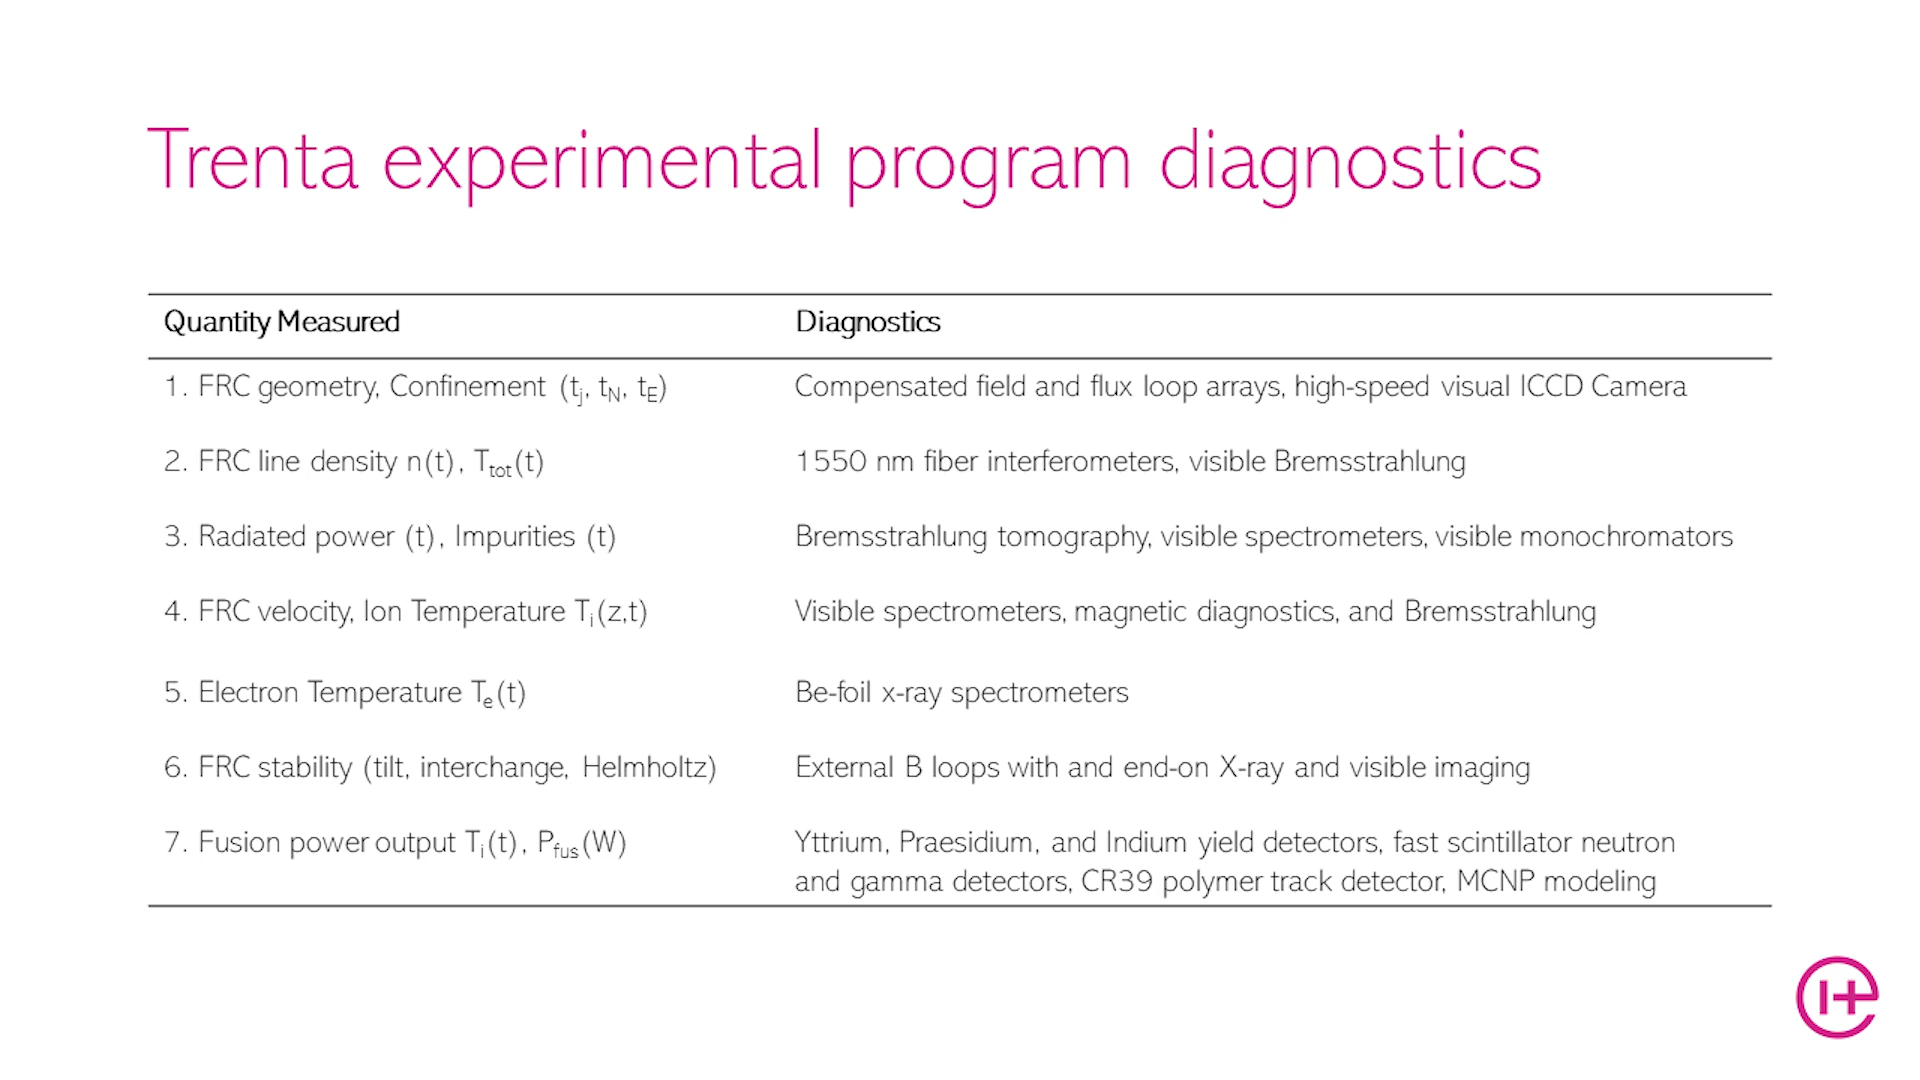 Trenta experimental program diagnostics
Quantity Measured
Diagnostics
1. FRC geometry, Confinement (tj, tN, tE)
Compensated field and flux loop arrays, high-speed visual ICCD Camera
2. FRC line density n(t), Ttot(t)
1550 nm fiber interferometers, visible Bremsstrahlung
3. Radiated power (t), Impurities (t)
Bremsstrahlung tomography, visible spectrometers, visible monochromators
4. FRC velocity, Ion Temperature Ti(z,t)
Visible spectrometers, magnetic diagnostics, and Bremsstrahlung
5. Electron Temperature Te(t)
Be-foil x-ray spectrometers
6. FRC stability (tilt, interchange, Helmholtz)
External B loops with and end-on X-ray and visible imaging
7. Fusion power output Ti(t), Pfus(W)
Yttrium, Praesidium, and Indium yield detectors, fast scintillator neutron
and gamma detectors, CR39 polymer track detector, MCNP modeling